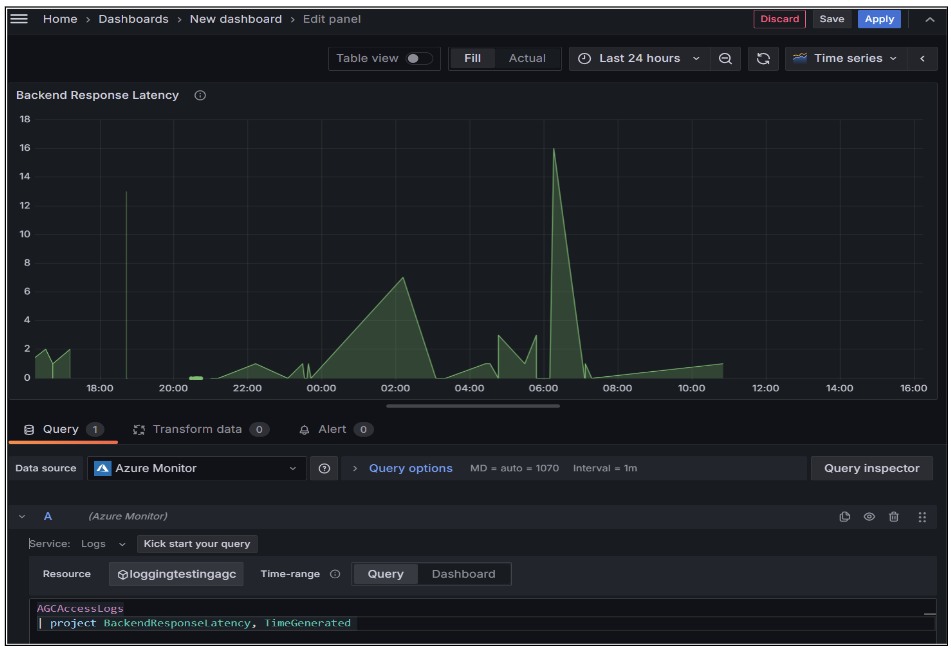 Home › Dashboards › New dashboard › Edit panel Discard Save Apply
Table view Fill Actual Last 24 hours Time series
Backend Response Latency
18
16
14
12
10
8
6
4
2
0
18:00 20:00 22:00 00:00 02:00 04:00 06:00 08:00 10:00 12:00 14:00 16:00
Query 1 Transform data 0 Alert 0
Data source Azure Monitor › Query options MD = auto = 1070 Interval = 1m Query inspector
A (Azure Monitor)
Service: Logs Kick start your query
Resource loggingtestingagc Time-range Query Dashboard
AGCAccessLogs
| project BackendResponseLatency, TimeGenerated